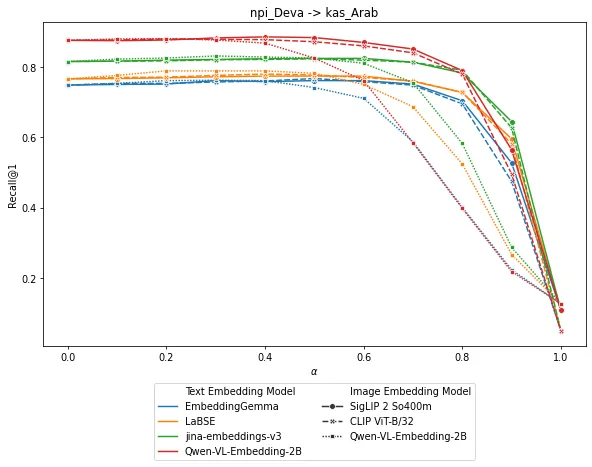 npi_Deva -> kas_Arab
Recall@1
0.8
0.6
0.4
0.2
0.0 0.2 0.4 0.6 0.8 1.0
α
Text Embedding Model
EmbeddingGemma
LaBSE
jina-embeddings-v3
Qwen-VL-Embedding-2B
Image Embedding Model
SigLIP 2 So400m
CLIP ViT-B/32
Qwen-VL-Embedding-2B